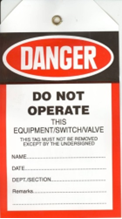 DANGER
DO NOT
OPERATE
THIS
EQUIPMENT/SWITCH/VALVE
THIS TAG MUST NOT BE REMOVED
EXCEPT BY THE UNDERSIGNED
NAME
DATE
DEPT./SECTION
Remarks